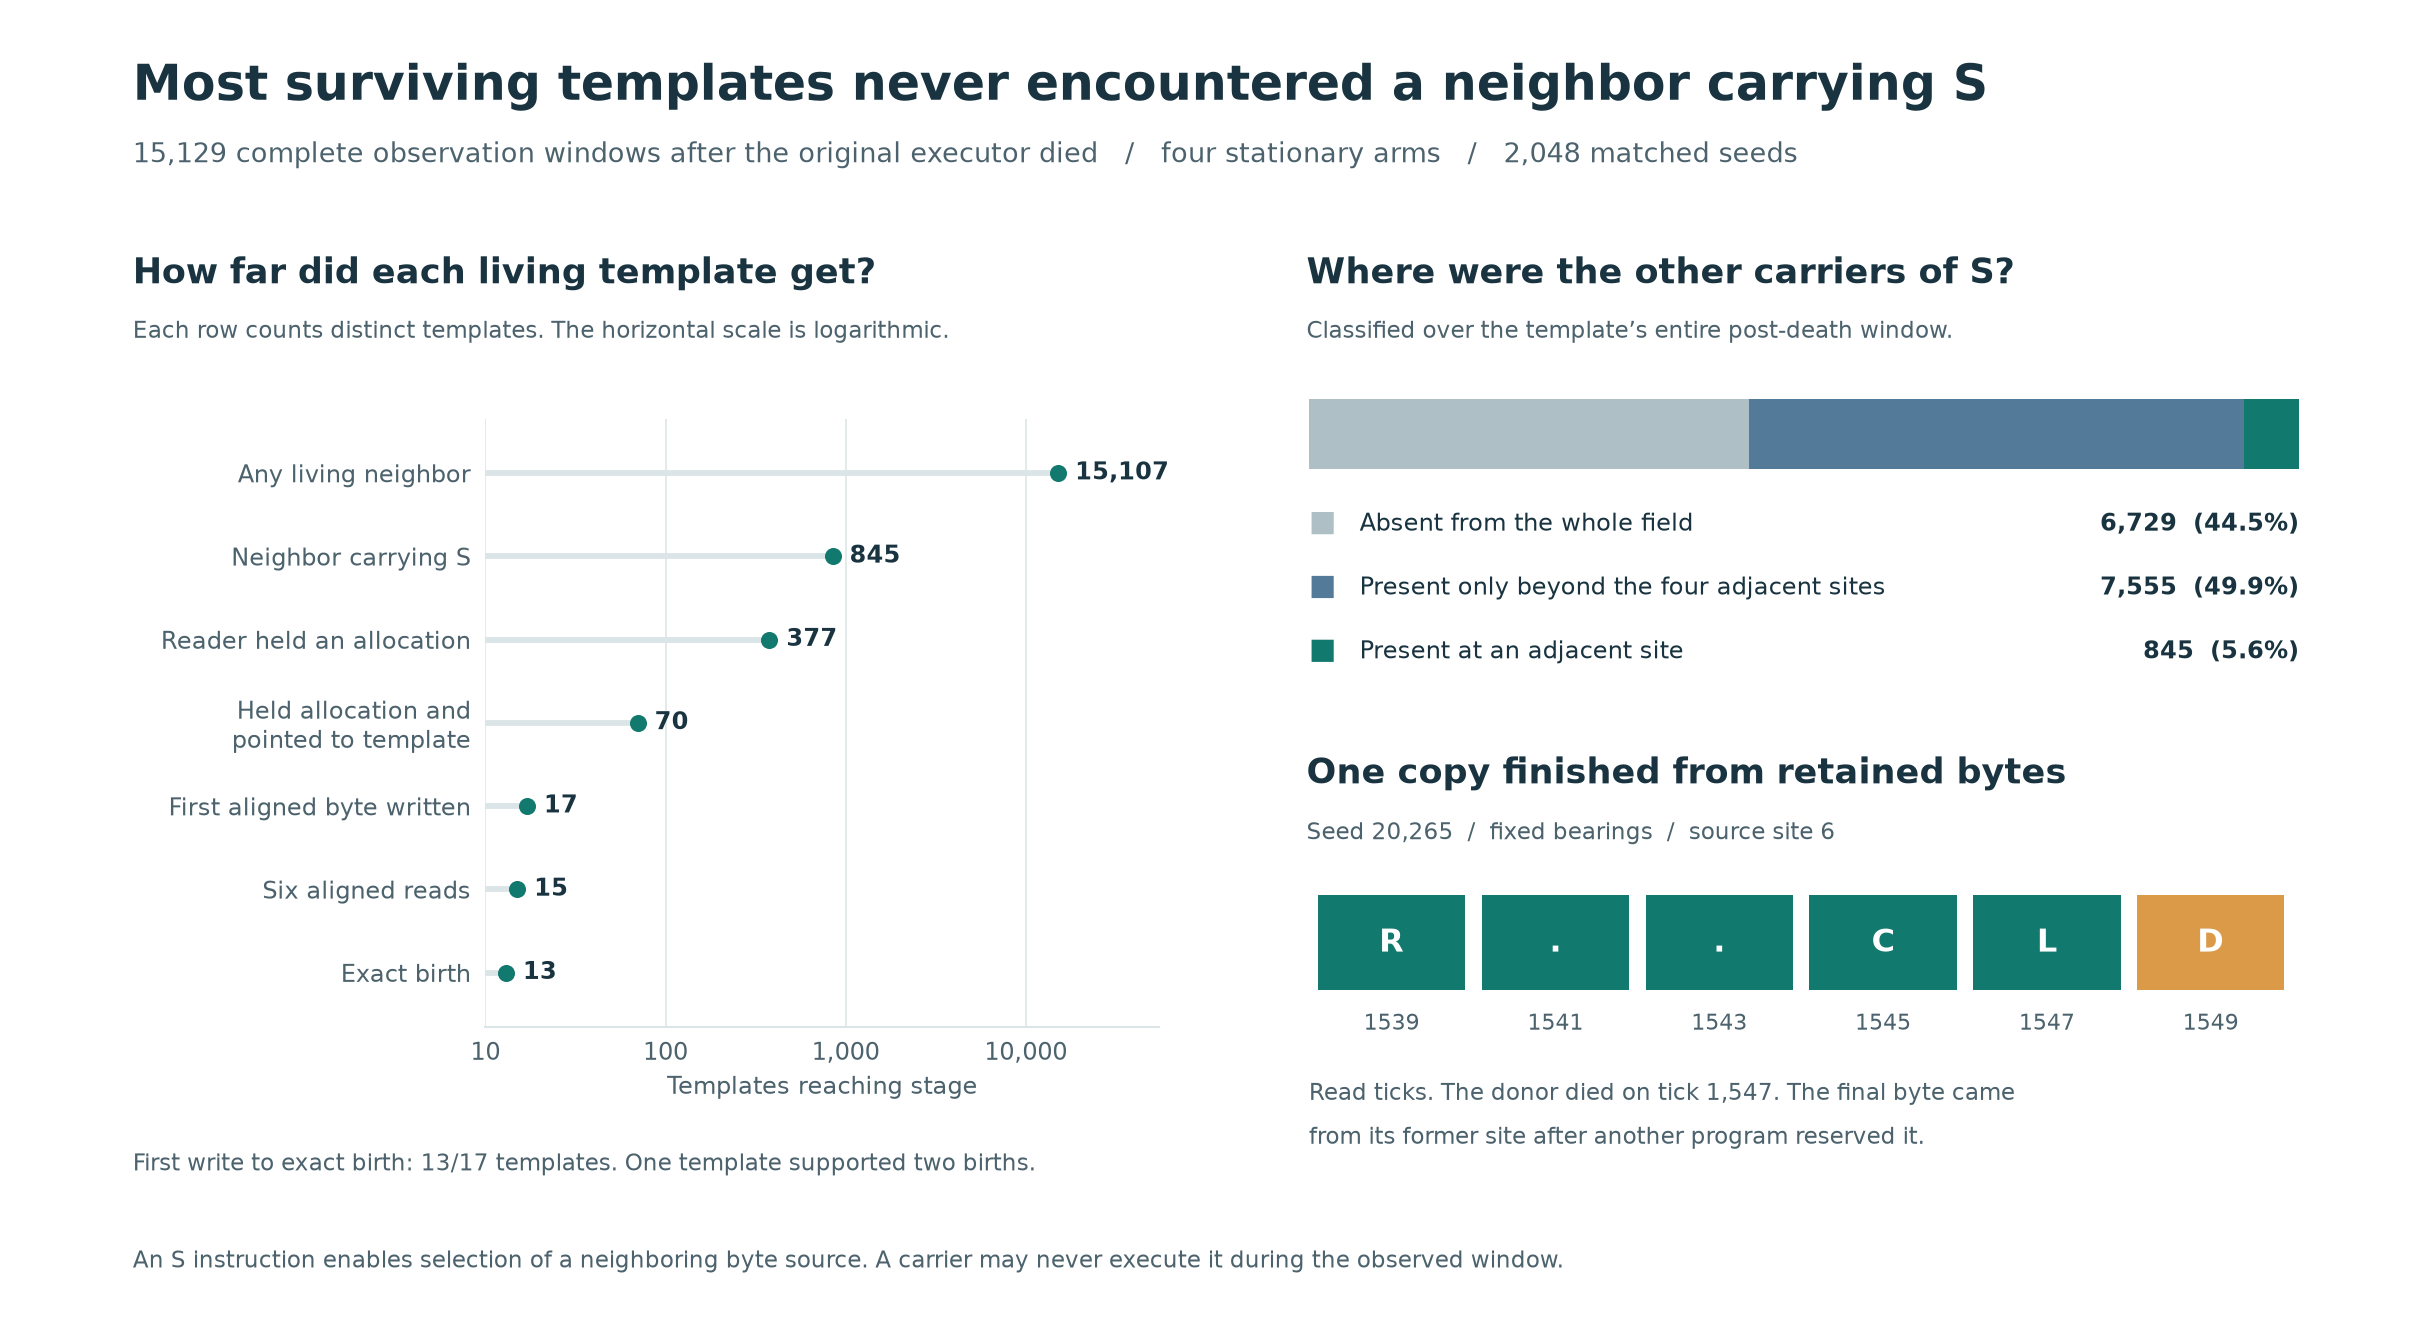 Most surviving templates never encountered a neighbor carrying S
15,129 complete observation windows after the original executor died / four stationary arms / 2,048 matched seeds
How far did each living template get?
Each row counts distinct templates. The horizontal scale is logarithmic.
Any living neighbor 15,107
Neighbor carrying S 845
Reader held an allocation 377
Held allocation and
pointed to template 70
First aligned byte written 17
Six aligned reads 15
Exact birth 13
10 100 1,000 10,000
Templates reaching stage
First write to exact birth: 13/17 templates. One template supported two births.
Where were the other carriers of S?
Classified over the template’s entire post-death window.
Absent from the whole field 6,729 (44.5%)
Present only beyond the four adjacent sites 7,555 (49.9%)
Present at an adjacent site 845 (5.6%)
One copy finished from retained bytes
Seed 20,265 / fixed bearings / source site 6
R . . C L D
1539 1541 1543 1545 1547 1549
Read ticks. The donor died on tick 1,547. The final byte came
from its former site after another program reserved it.
An S instruction enables selection of a neighboring byte source. A carrier may never execute it during the observed window.